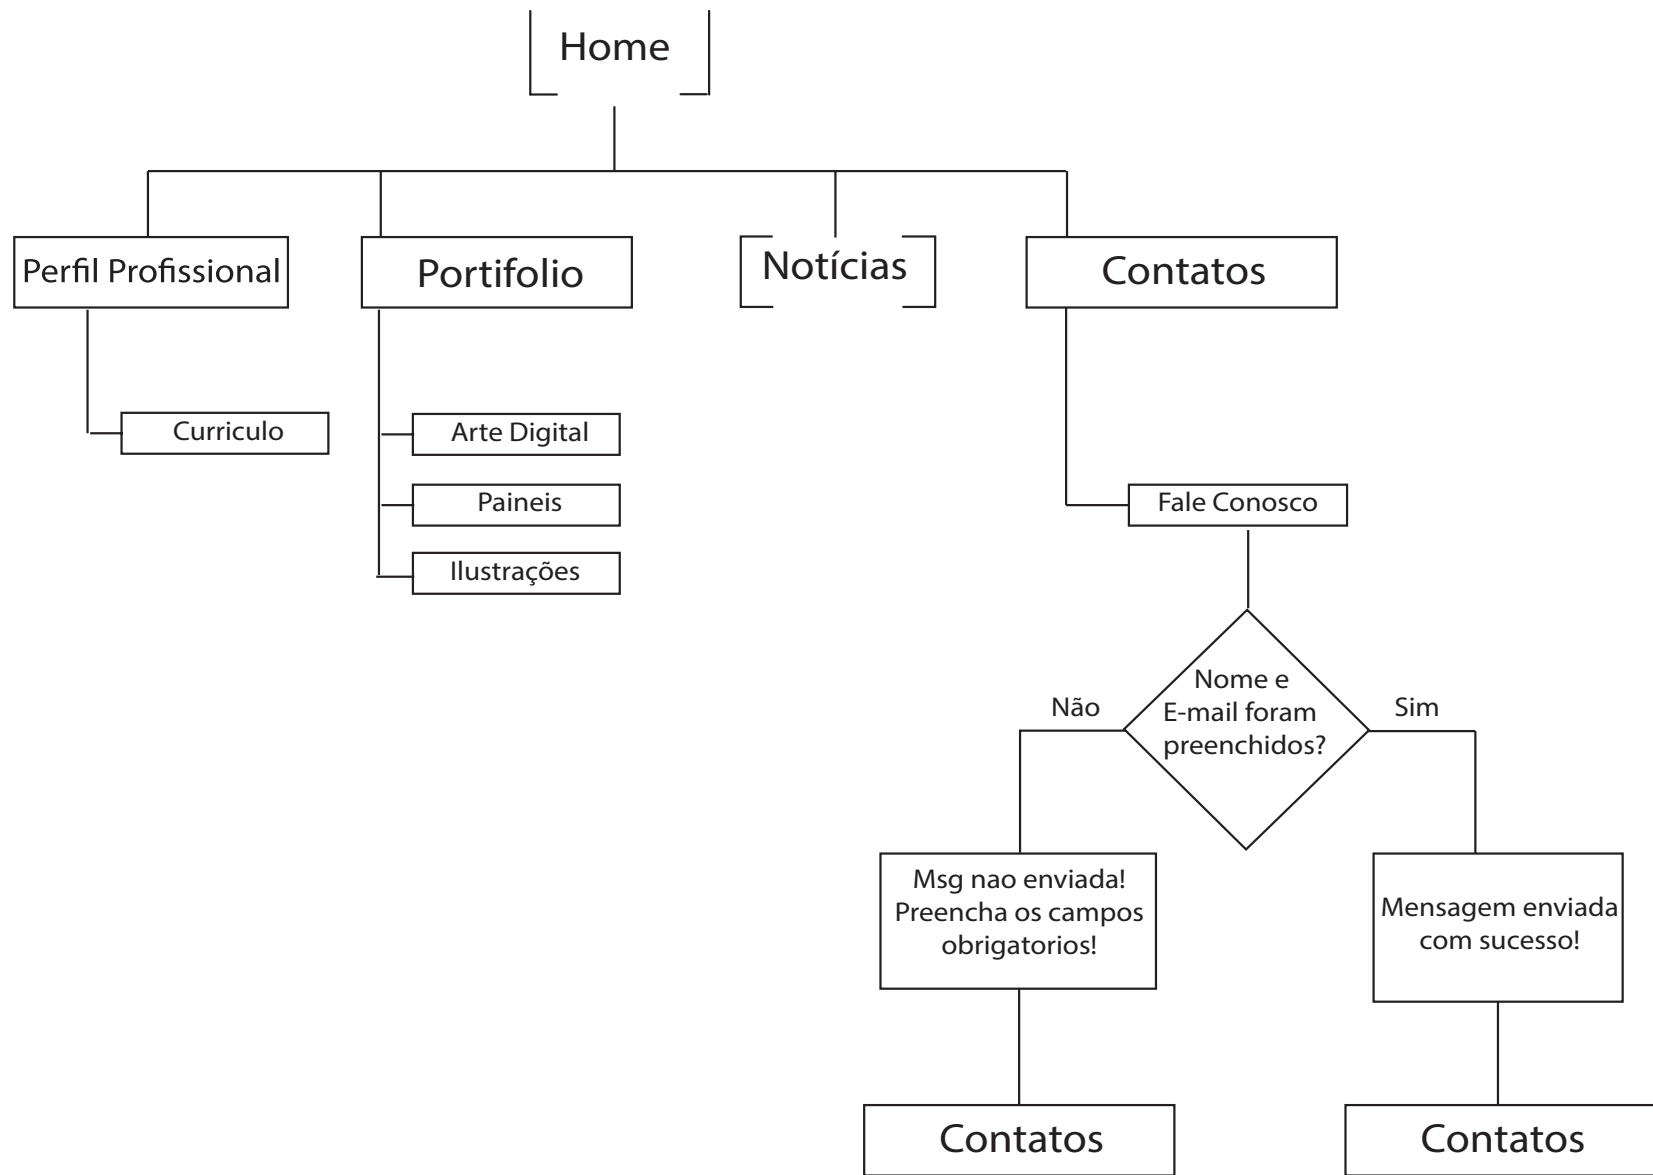 Home
Perfil Profissional
Portifolio
Notícias
Contatos
Curriculo
Arte Digital
Paineis
Ilustrações
Fale Conosco
Nome e
E-mail foram
preenchidos?
Não
Sim
Msg nao enviada!
Preencha os campos
obrigatorios!
Mensagem enviada
com sucesso!
Contatos
Contatos